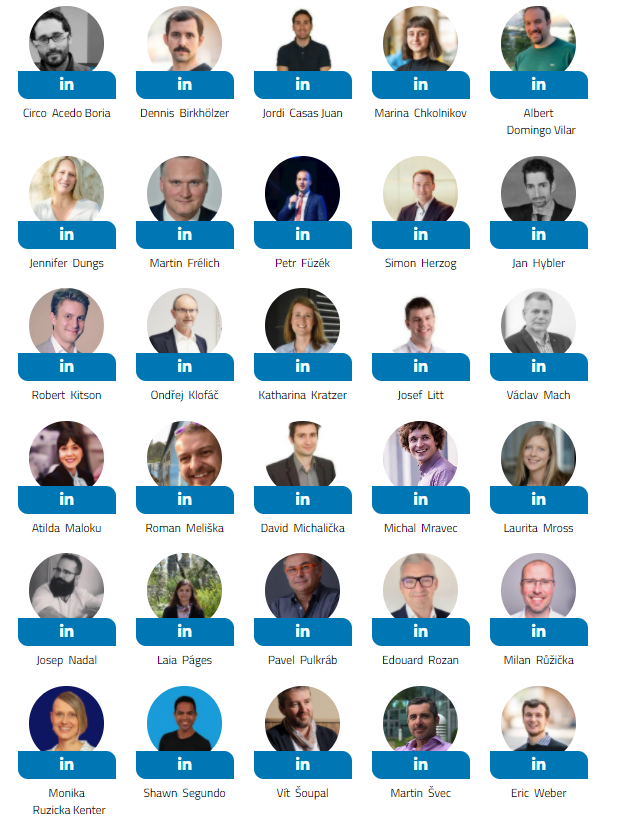 in in in in in
Circo Acedo Boria Dennis Birkhölzer Jordi Casas Juan Marina Chkolnikov Albert
Domingo Vilar
in in in in in
Jennifer Dungs Martin Frélich Petr Füzék Simon Herzog Jan Hybler
in in in in in
Robert Kitson Ondřej Klofáč Katharina Kratzer Josef Litt Václav Mach
in in in in in
Atilda Maloku Roman Meliška David Michalička Michal Mravec Laurita Mross
in in in in in
Josep Nadal Laia Páges Pavel Pulkráb Edouard Rozan Milan Růžička
in in in in in
Monika Shawn Segundo Vít Šoupal Martin Švec Eric Weber
Ruzicka Kenter